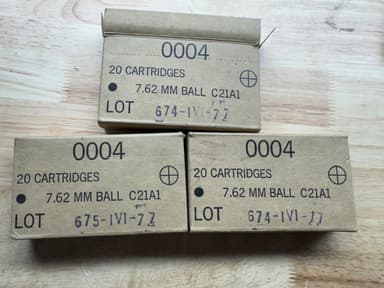 0004
20 CARTRIDGES
7.62 MM BALL C21A1
LOT 674-IVI-77
0004
20 CARTRIDGES
7.62 MM BALL C21A1
LOT 675-IVI-77
0004
20 CARTRIDGES
7.62 MM BALL C21A1
LOT 674-IVI-77